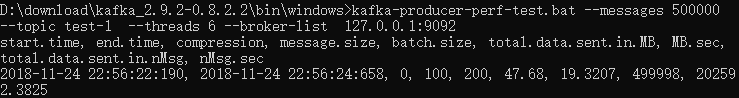 D:\download\kafka_2.9.2-0.8.2.2\bin\windows>kafka-producer-perf-test.bat --messages 500000
--topic test-1  --threads 6 --broker-list  127.0.0.1:9092
start.time, end.time, compression, message.size, batch.size, total.data.sent.in.MB, MB.sec,
total.data.sent.in.nMsg, nMsg.sec
2018-11-24 22:56:22:190, 2018-11-24 22:56:24:658, 0, 100, 200, 47.68, 19.3207, 499998, 20259
2.3825